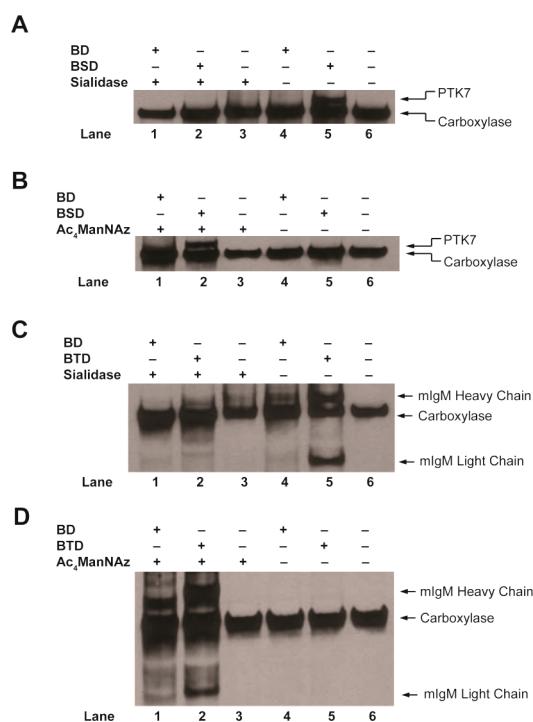 A
BD + – – + – –
BSD – + – – + –
Sialidase + + + – – –
PTK7
Carboxylase
Lane 1 2 3 4 5 6
B
BD + – – + – –
BSD – + – – + –
Ac4ManNAz + + + – – –
PTK7
Carboxylase
Lane 1 2 3 4 5 6
C
BD + – – + – –
BTD – + – – + –
Sialidase + + + – – –
mIgM Heavy Chain
Carboxylase
mIgM Light Chain
Lane 1 2 3 4 5 6
D
BD + – – + – –
BTD – + – – + –
Ac4ManNAz + + + – – –
mIgM Heavy Chain
Carboxylase
mIgM Light Chain
Lane 1 2 3 4 5 6